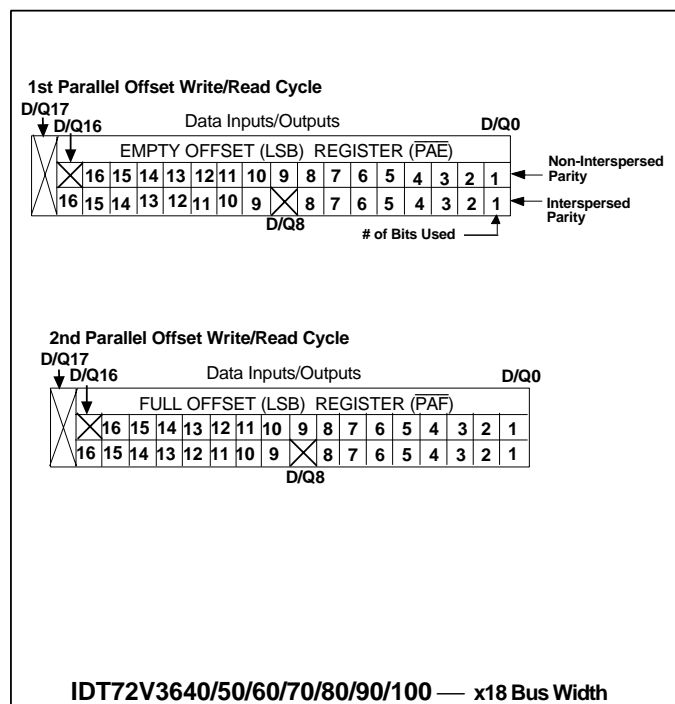 1st Parallel Offset Write/Read Cycle
D/Q17
D/Q16 Data Inputs/Outputs D/Q0
EMPTY OFFSET (LSB) REGISTER (PAE)
16 15 14 13 12 11 10 9 8 7 6 5 4 3 2 1 Non-Interspersed Parity
16 15 14 13 12 11 10 9 8 7 6 5 4 3 2 1 Interspersed Parity
D/Q8
# of Bits Used
2nd Parallel Offset Write/Read Cycle
D/Q17
D/Q16 Data Inputs/Outputs D/Q0
FULL OFFSET (LSB) REGISTER (PAF)
16 15 14 13 12 11 10 9 8 7 6 5 4 3 2 1
16 15 14 13 12 11 10 9 8 7 6 5 4 3 2 1
D/Q8
IDT72V3640/50/60/70/80/90/100 — x18 Bus Width